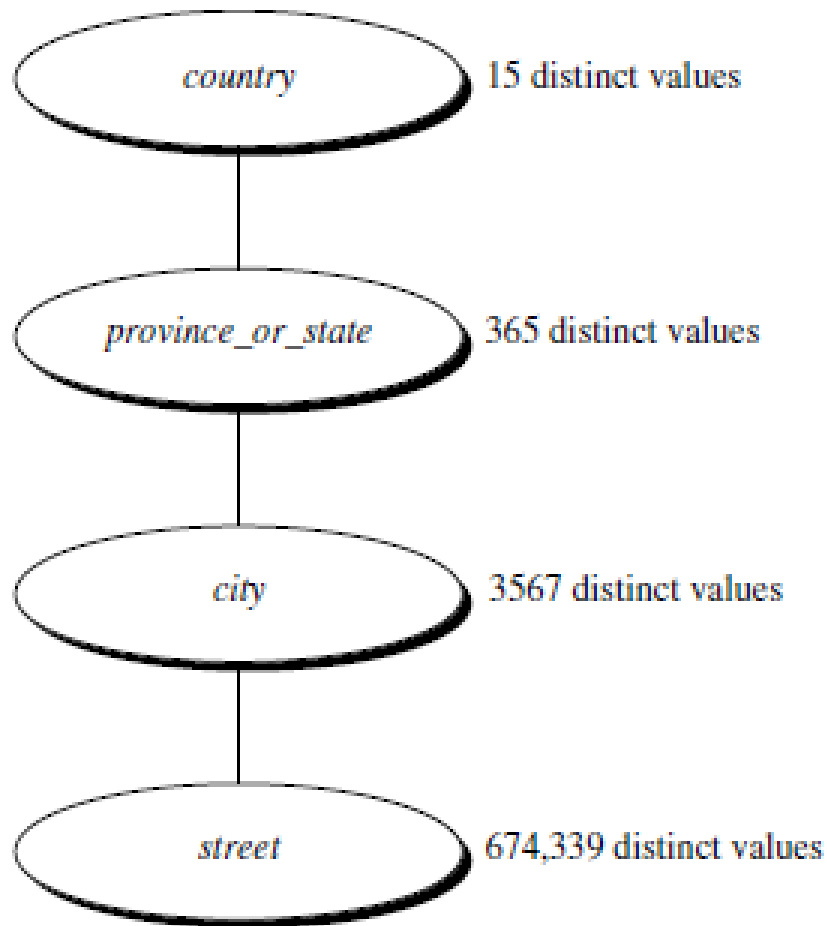 country 15 distinct values
province_or_state 365 distinct values
city 3567 distinct values
street 674,339 distinct values